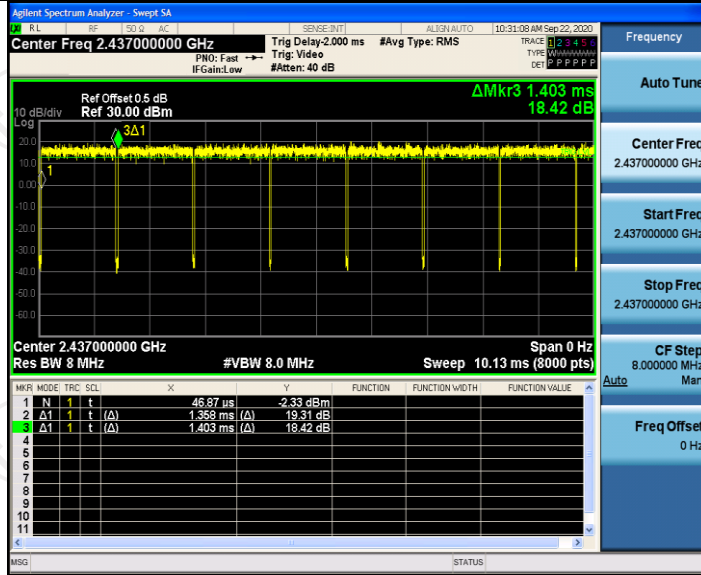 Agilent Spectrum Analyzer - Swept SA
RL RF 50 Ω AC SENSE:INT ALIGN AUTO 10:31:08 AM Sep 22, 2020
Center Freq 2.437000000 GHz
PNO: Fast
IFGain:Low
Trig Delay-2.000 ms
Trig: Video
#Atten: 40 dB
#Avg Type: RMS
TRACE 1 2 3 4 5 6
TYPE
DET P P P P P P
Frequency
Auto Tune
Center Freq
2.437000000 GHz
Start Freq
2.437000000 GHz
Stop Freq
2.437000000 GHz
CF Step
8.000000 MHz
Auto Man
Freq Offset
0 Hz
ΔMkr3 1.403 ms
18.42 dB
Ref Offset 0.5 dB
10 dB/div Ref 30.00 dBm
Log
3Δ1
1
20.0
10.0
0.00
-10.0
-20.0
-30.0
-40.0
-50.0
-60.0
Center 2.437000000 GHz Span 0 Hz
Res BW 8 MHz #VBW 8.0 MHz Sweep 10.13 ms (8000 pts)
MKR MODE TRC SCL X Y FUNCTION FUNCTION WIDTH FUNCTION VALUE
1 N 1 t 46.87 µs -2.33 dBm
2 Δ1 1 t (Δ) 1.358 ms (Δ) 19.31 dB
3 Δ1 1 t (Δ) 1.403 ms (Δ) 18.42 dB
4
5
6
7
8
9
10
11
MSG STATUS